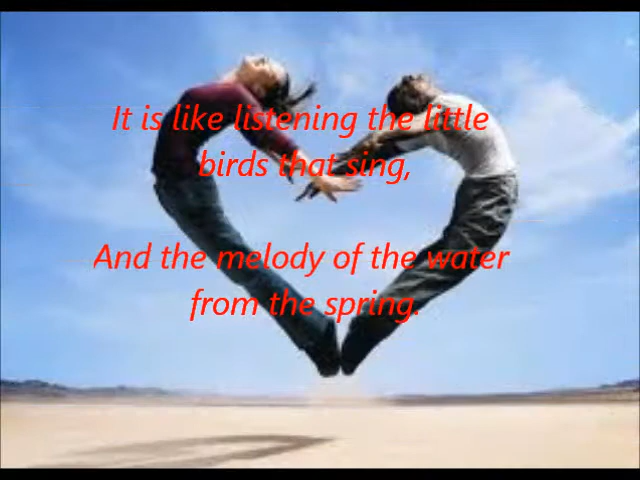 It is like listening the little
birds that sing,
And the melody of the water
from the spring.